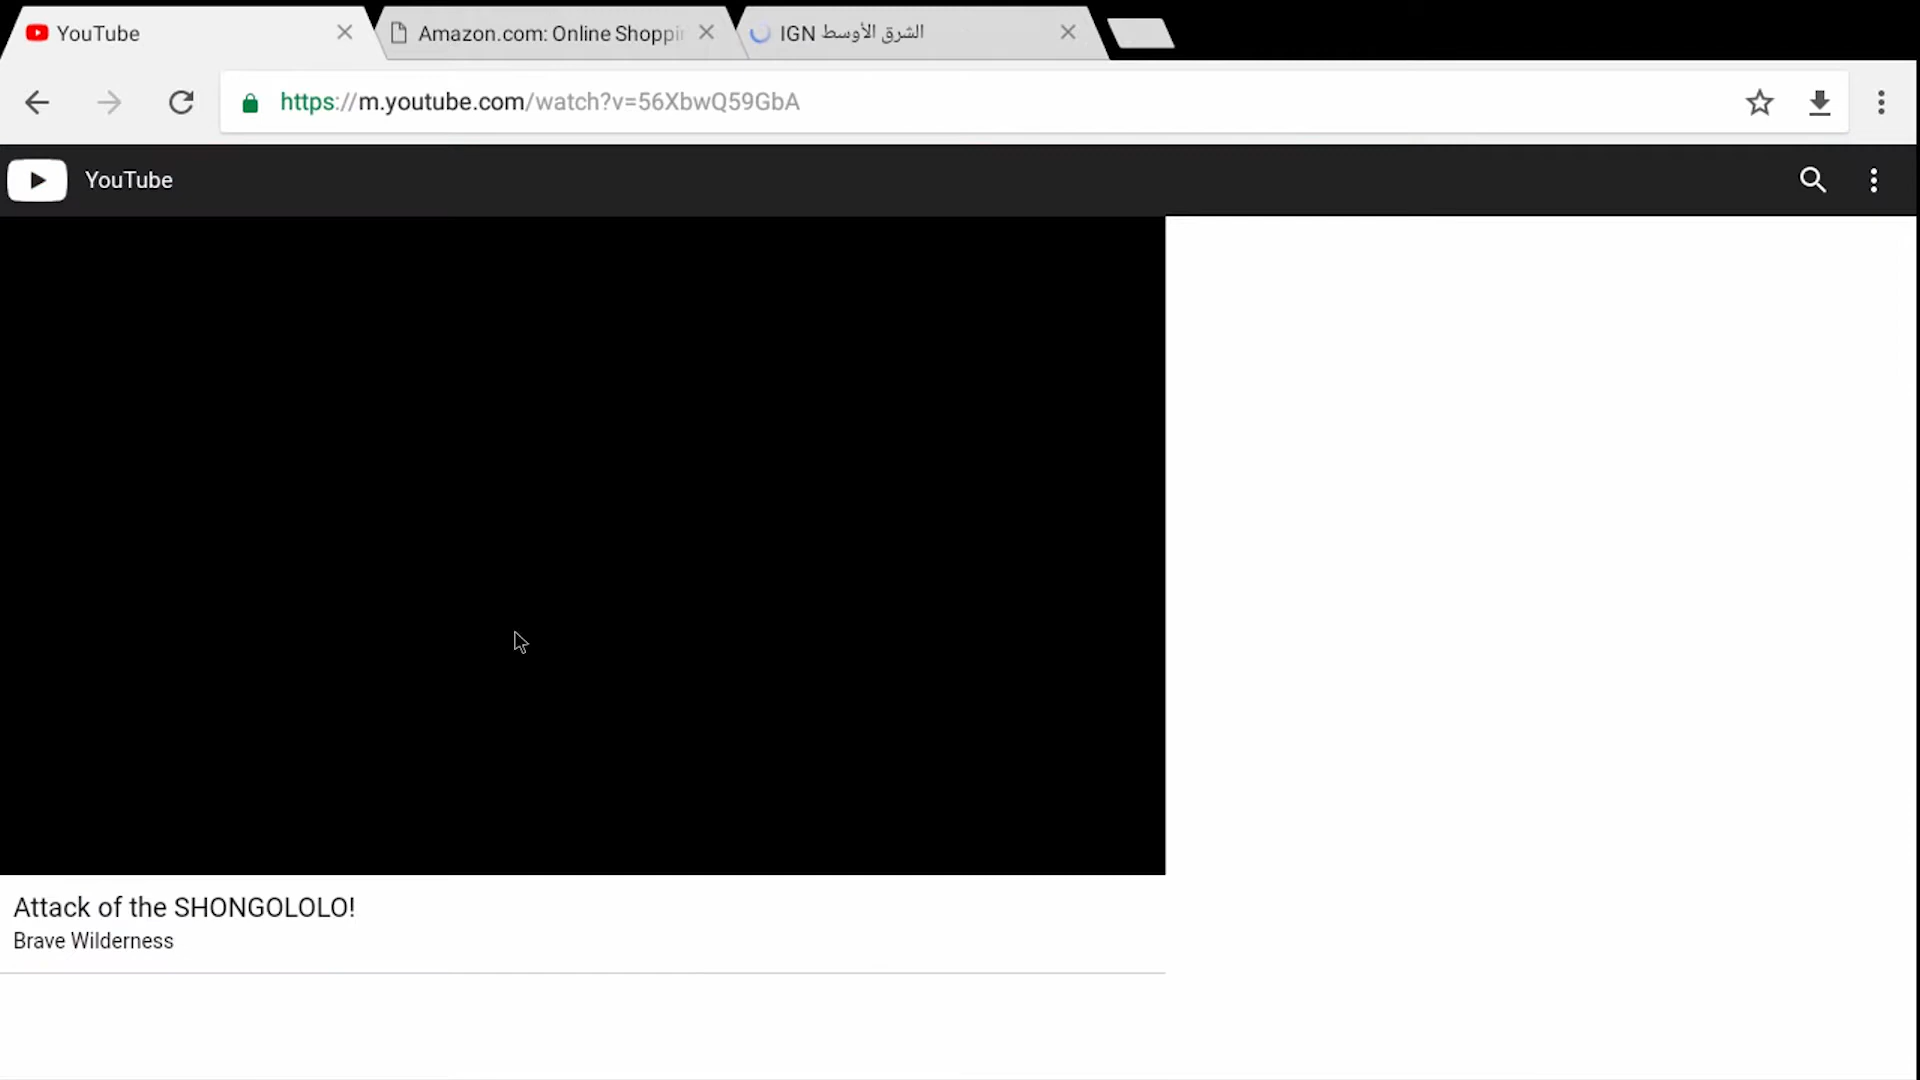 YouTube
Amazon.com: Online Shoppi
IGN الشرق الأوسط
https://m.youtube.com/watch?v=56XbwQ59GbA
YouTube
Attack of the SHONGOLOLO!
Brave Wilderness